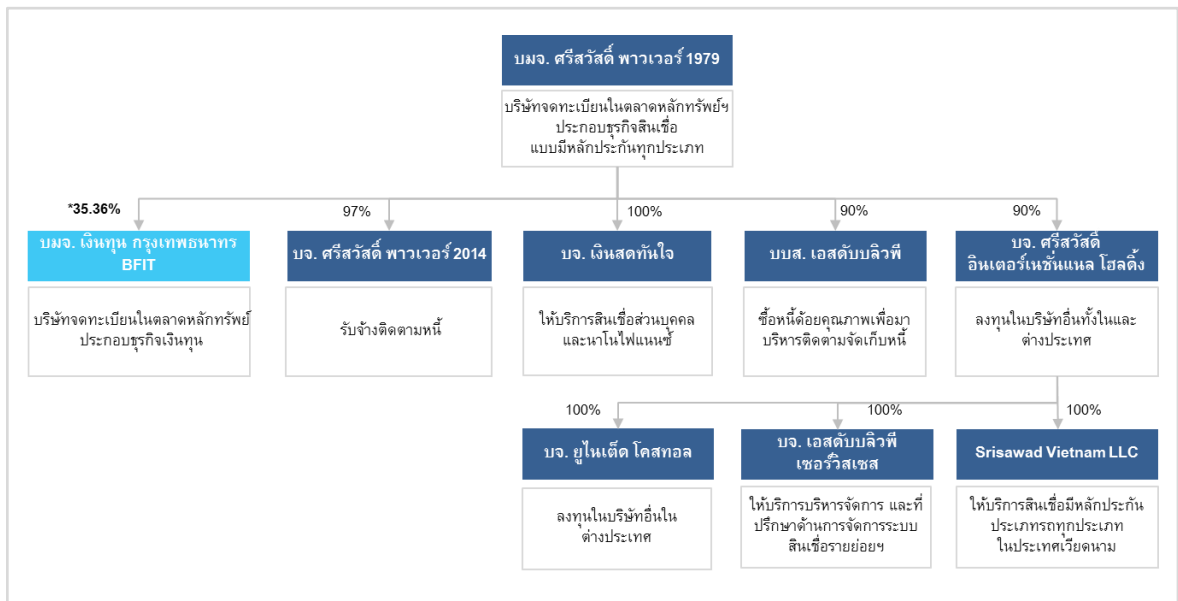 บมจ. ศรีสวัสดิ์ พาวเวอร์ 1979
บริษัทจดทะเบียนในตลาดหลักทรัพย์ฯ
ประกอบธุรกิจสินเชื่อ
แบบมีหลักประกันทุกประเภท
*35.36%
97%
100%
90%
90%
บมจ. เงินทุน กรุงเทพธนาทร
BFIT
บริษัทจดทะเบียนในตลาดหลักทรัพย์
ประกอบธุรกิจเงินทุน
บจ. ศรีสวัสดิ์ พาวเวอร์ 2014
รับจ้างติดตามหนี้
บจ. เงินสดทันใจ
ให้บริการสินเชื่อส่วนบุคคล
และนาโนไฟแนนซ์
บบส. เอสดับบลิวพี
ซื้อหนี้ด้อยคุณภาพเพื่อมา
บริหารติดตามจัดเก็บหนี้
บจ. ศรีสวัสดิ์
อินเตอร์เนชั่นแนล โฮลดิ้ง
ลงทุนในบริษัทอื่นทั้งในและ
ต่างประเทศ
100%
100%
100%
บจ. ยูไนเต็ด โคสทอล
ลงทุนในบริษัทอื่นใน
ต่างประเทศ
บจ. เอสดับบลิวพี
เซอร์วิสเซส
ให้บริการบริหารจัดการ และที่
ปรึกษาด้านการจัดการระบบ
สินเชื่อรายย่อยฯ
Srisawad Vietnam LLC
ให้บริการสินเชื่อมีหลักประกัน
ประเภทรถทุกประเภท
ในประเทศเวียดนาม